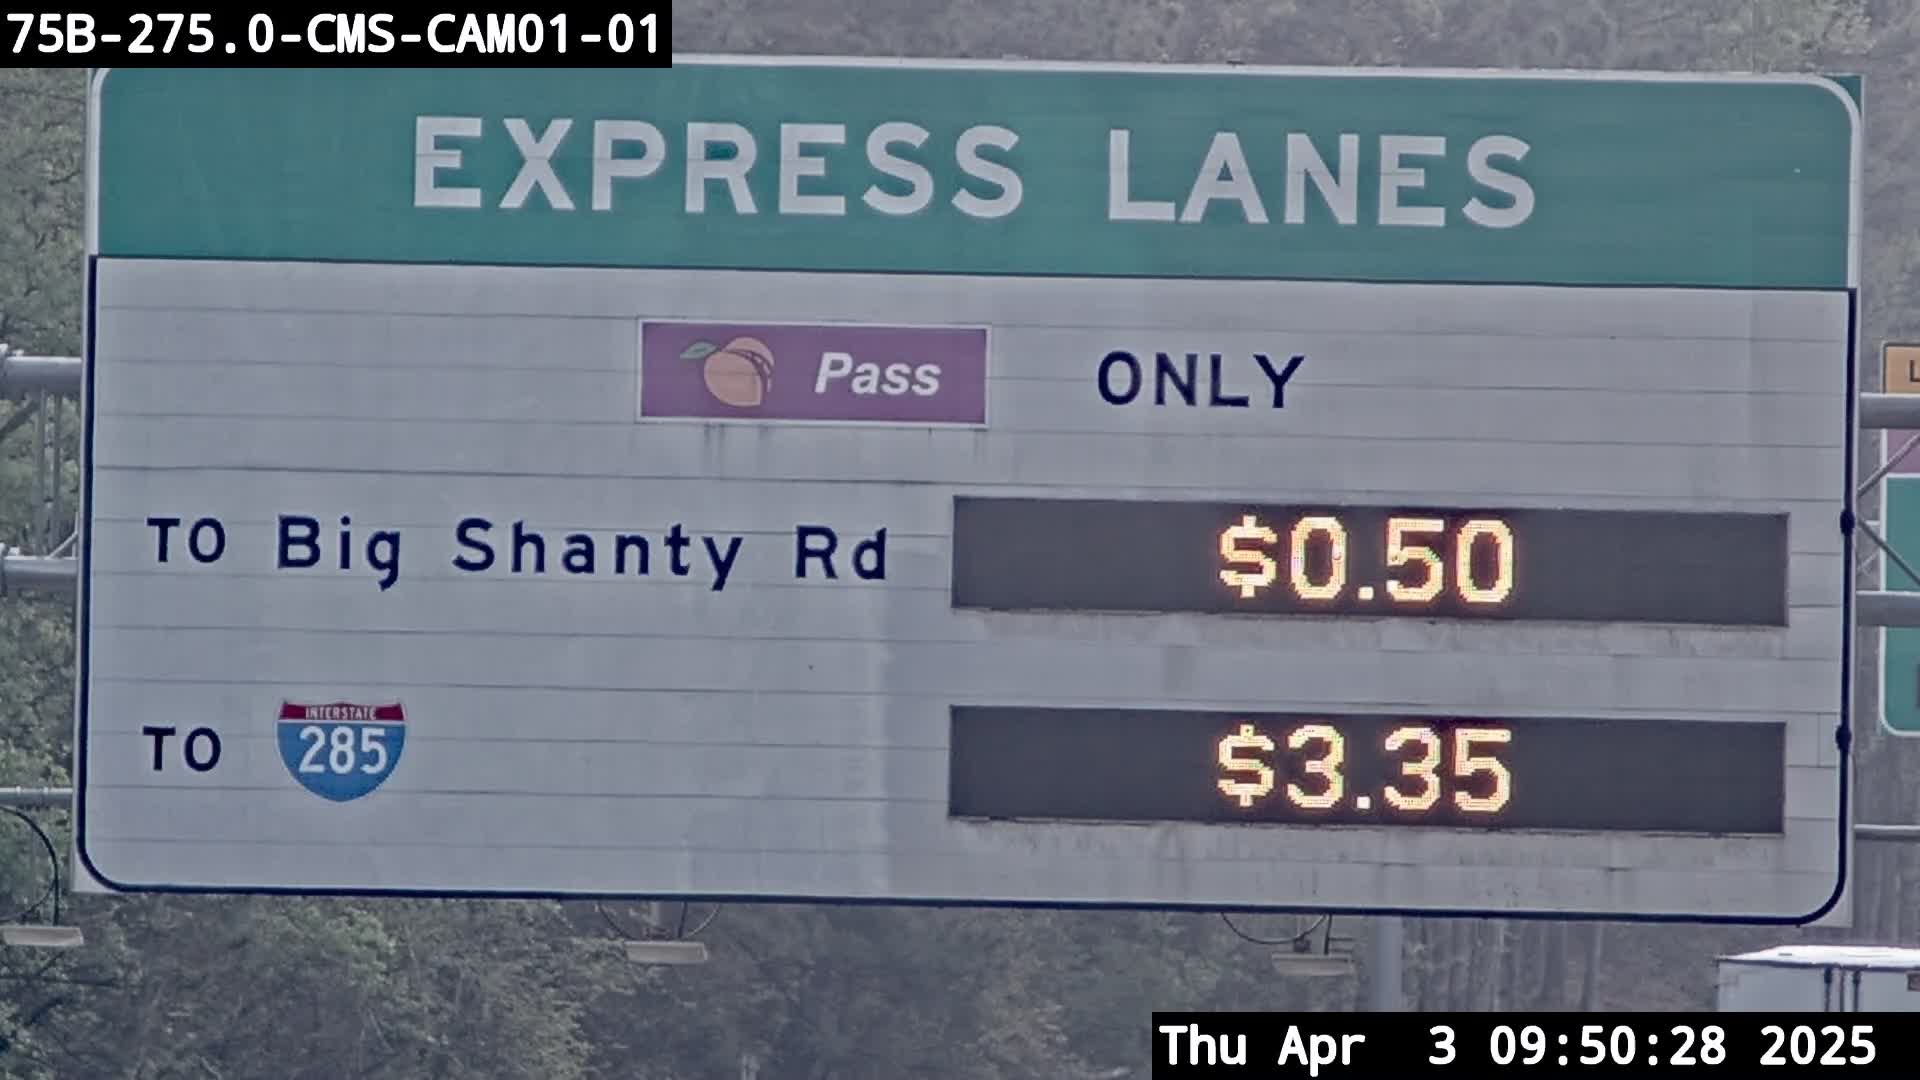 75B-275.0-CMS-CAM01-01
EXPRESS LANES
Pass ONLY
TO Big Shanty Rd $0.50
INTERSTATE
TO 285 $3.35
Thu Apr 3 09:50:28 2025